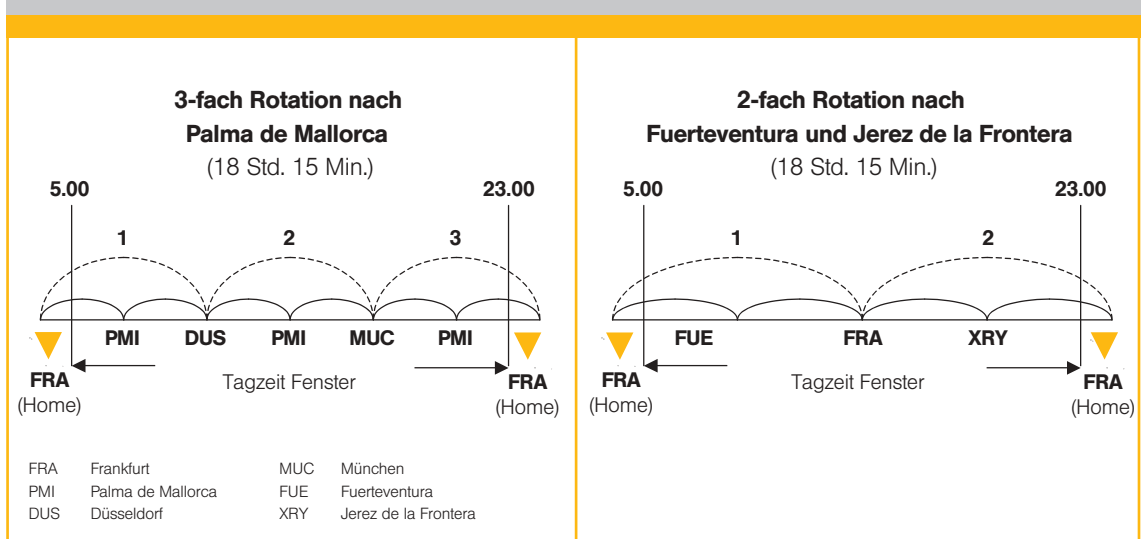 3-fach Rotation nach
Palma de Mallorca
(18 Std. 15 Min.)
5.00
23.00
1
2
3
PMI
DUS
PMI
MUC
PMI
FRA
(Home)
Tagzeit Fenster
FRA
(Home)
FRA Frankfurt
PMI Palma de Mallorca
DUS Düsseldorf
MUC München
FUE Fuerteventura
XRY Jerez de la Frontera
2-fach Rotation nach
Fuerteventura und Jerez de la Frontera
(18 Std. 15 Min.)
5.00
23.00
1
2
FUE
FRA
XRY
FRA
(Home)
Tagzeit Fenster
FRA
(Home)